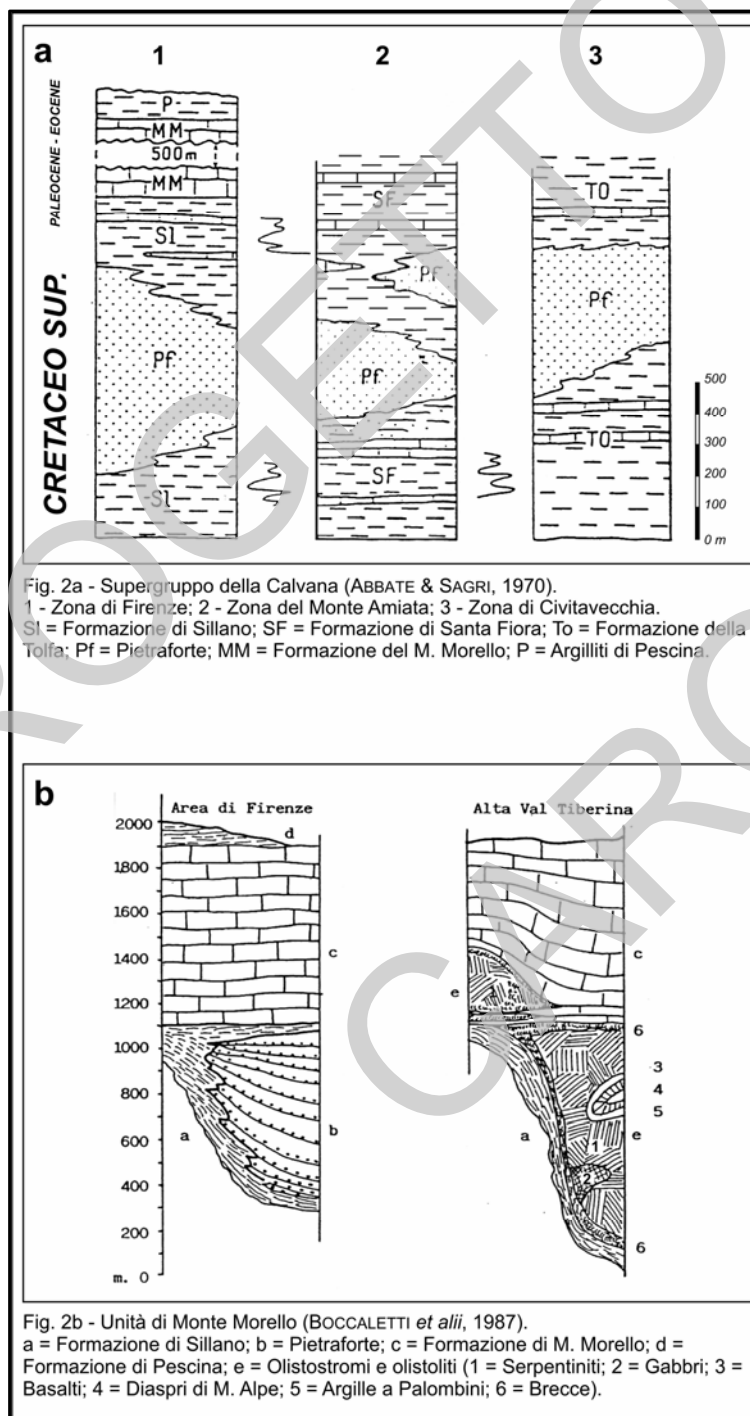 a
1 2 3
PALEOCENE - EOCENE
CRETACEO SUP.
P
MM
500m
MM
Sl
Pf
Sl
SF
Pf
Pf
SF
TO
Pf
TO
500
400
300
200
100
0 m
Fig. 2a - Supergruppo della Calvana (ABBATE & SAGRI, 1970).
1 - Zona di Firenze; 2 - Zona del Monte Amiata; 3 - Zona di Civitavecchia.
Sl = Formazione di Sillano; SF = Formazione di Santa Fiora; To = Formazione della
Tolfa; Pf = Pietraforte; MM = Formazione del M. Morello; P = Argilliti di Pescina.
b
Area di Firenze
Alta Val Tiberina
2000
1800
1600
1400
1200
1000
800
600
400
200
m. 0
d
c
a
b
c
e
6
3
4
5
e
a
1
2
6
Fig. 2b - Unità di Monte Morello (BOCCALETTI et alii, 1987).
a = Formazione di Sillano; b = Pietraforte; c = Formazione di M. Morello; d =
Formazione di Pescina; e = Olistostromi e olistoliti (1 = Serpentiniti; 2 = Gabbri; 3 =
Basalti; 4 = Diaspri di M. Alpe; 5 = Argille a Palombini; 6 = Brecce).
ROGETTO
CARG